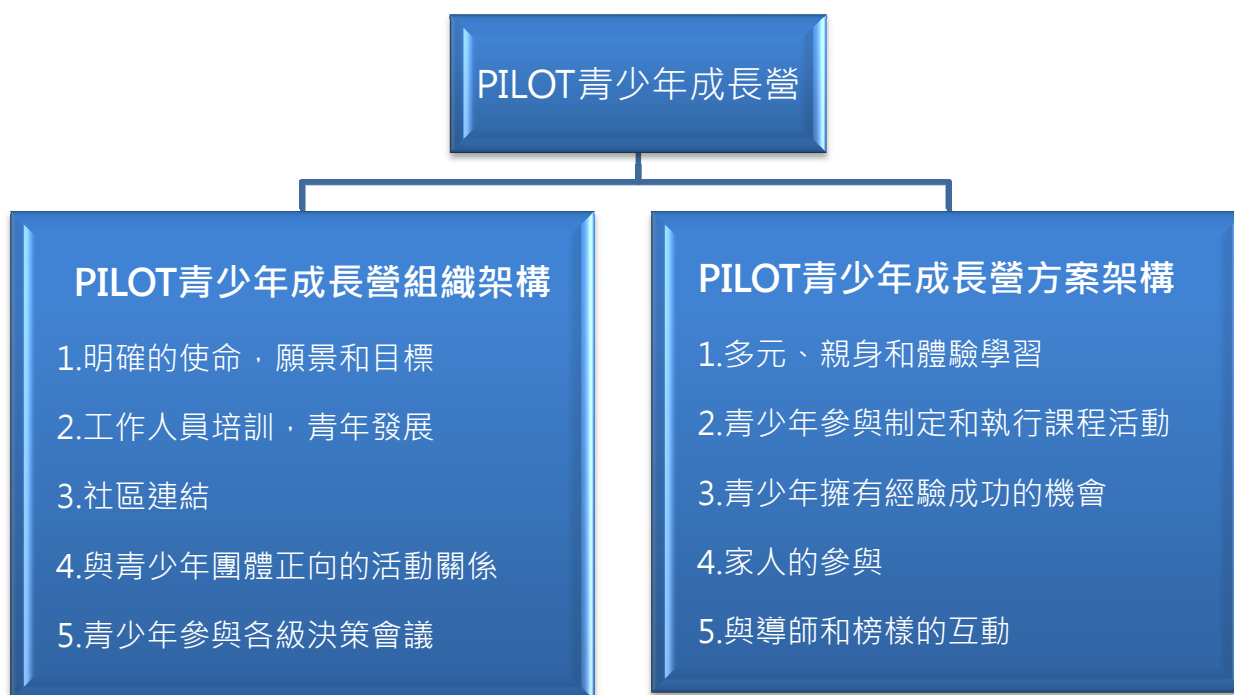 PILOT青少年成長營
PILOT青少年成長營組織架構
1.明確的使命，願景和目標
2.工作人員培訓，青年發展
3.社區連結
4.與青少年團體正向的活動關係
5.青少年參與各級決策會議
PILOT青少年成長營方案架構
1.多元、親身和體驗學習
2.青少年參與制定和執行課程活動
3.青少年擁有經驗成功的機會
4.家人的參與
5.與導師和榜樣的互動